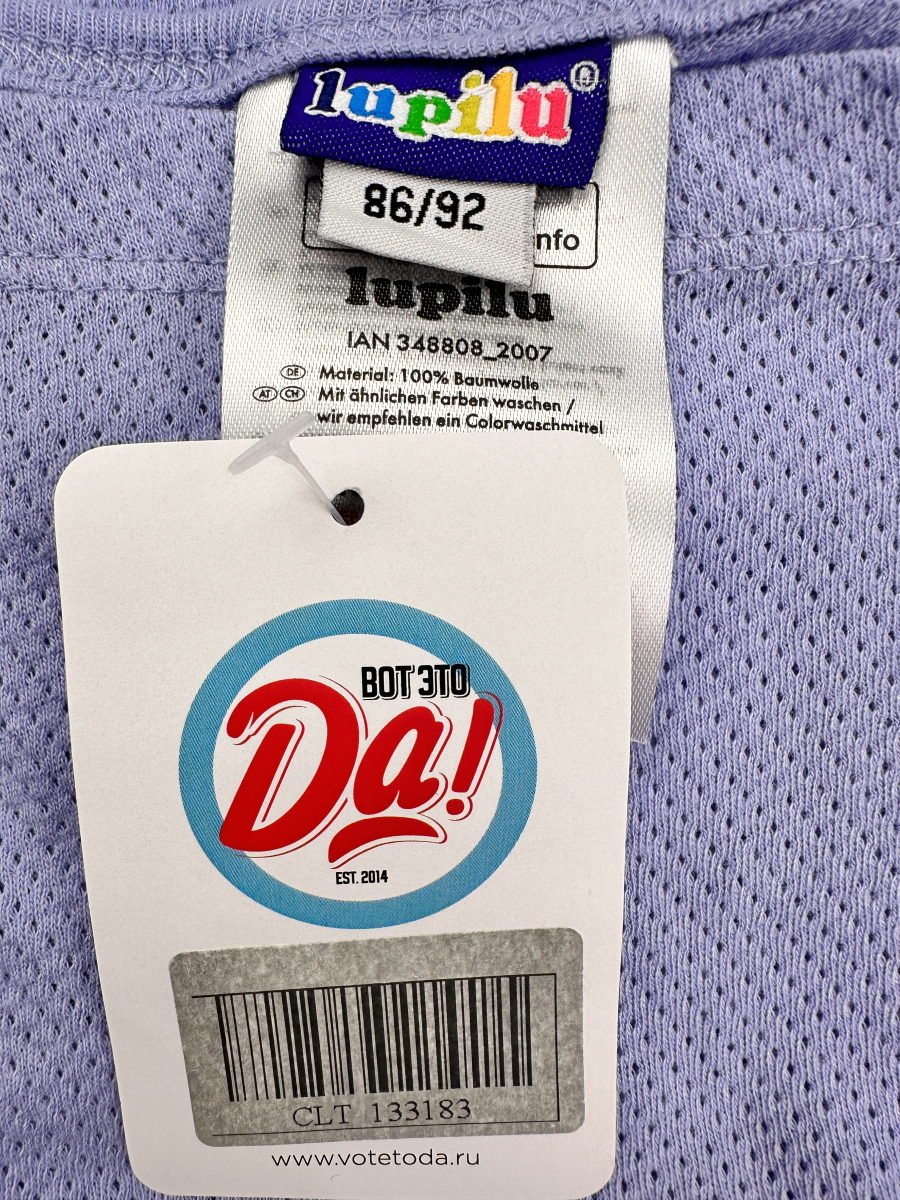 lupilu®
86/92
nfo
lupilu
IAN 348808_2007
DE Material: 100% Baumwolle
AT CH Mit ähnlichen Farben waschen /
wir empfehlen ein Colorwaschmittel
ВОТ ЭТО
Да!
EST. 2014
CLT 133183
www.votetoda.ru